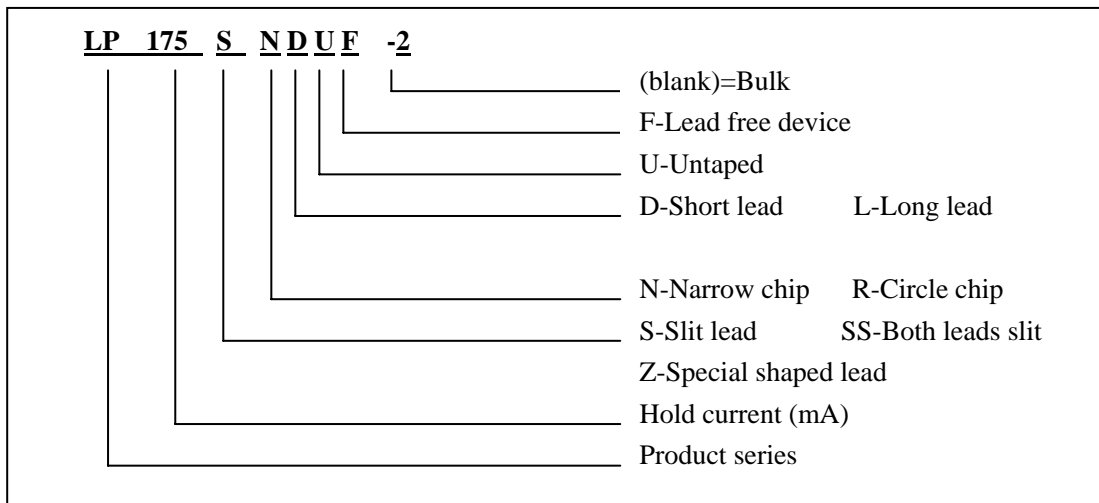 LP 175 S N D U F -2
(blank)=Bulk
F-Lead free device
U-Untaped
D-Short lead L-Long lead
N-Narrow chip R-Circle chip
S-Slit lead SS-Both leads slit
Z-Special shaped lead
Hold current (mA)
Product series